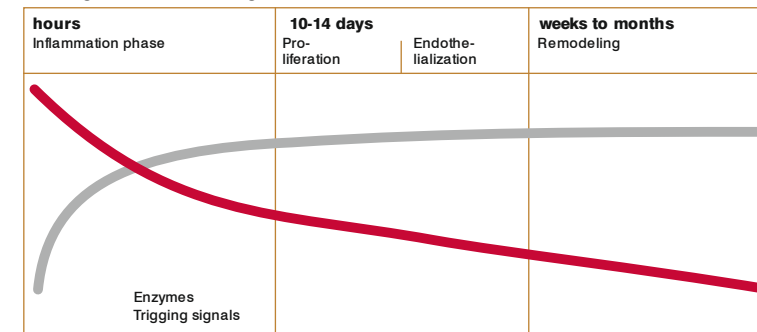 hours
Inflammation phase
10-14 days
Pro-
liferation
Endothe-
lialization
weeks to months
Remodeling
Enzymes
Trigging signals